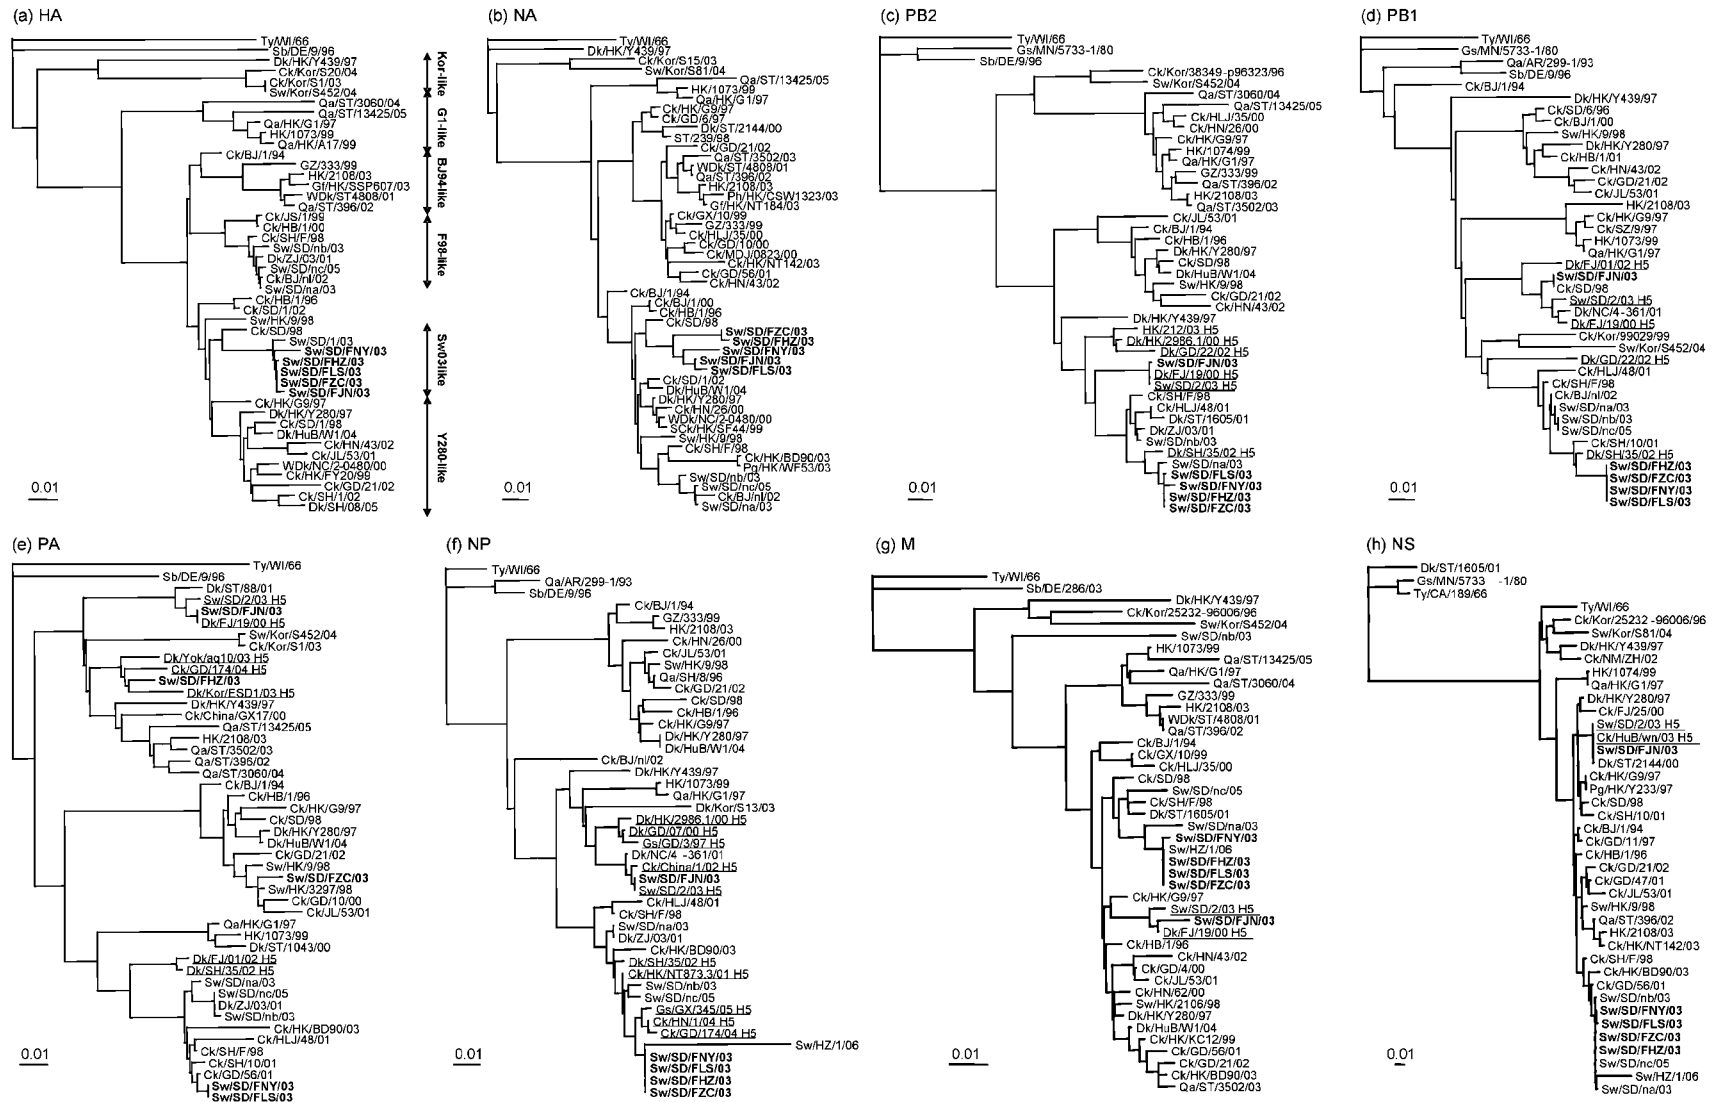 (a) HA
Ty/WI/66
Sb/DE/9/96
Dk/HK/Y439/97
Ck/Kor/S20/04
Ck/Kor/S1/03
Sw/Kor/S452/04
Qa/ST/3060/04
Qa/ST/13425/05
Qa/HK/G1/97
HK/1073/99
Qa/HK/A17/99
Ck/BJ/1/94
GZ/333/99
HK/2108/03
Gf/HK/SSP607/03
WDk/ST4808/01
Qa/ST/396/02
Ck/JS/1/99
Ck/HB/1/00
Ck/SH/F/98
Sw/SD/nb/03
Dk/ZJ/03/01
Sw/SD/nc/05
Ck/BJ/nl/02
Sw/SD/na/03
Ck/HB/1/96
Ck/SD/1/02
Sw/HK/9/98
Ck/SD/98
Sw/SD/1/03
Sw/SD/FNY/03
Sw/SD/FHZ/03
Sw/SD/FLS/03
Sw/SD/FZC/03
Sw/SD/FJN/03
Ck/HK/G9/97
Dk/HK/Y280/97
Ck/SD/1/98
Dk/HuB/W1/04
Ck/HN/43/02
Ck/JL/53/01
WDk/NC/2-0480/00
Ck/HK/FY20/99
Ck/GD/21/02
Ck/SH/1/02
Dk/SH/08/05
0.01
Kor-like
G1-like
BJ94-like
F98-like
Sw03-like
Y280-like
(b) NA
Ty/WI/66
Dk/HK/Y439/97
Ck/Kor/S15/03
Sw/Kor/S81/04
Qa/ST/13425/05
HK/1073/99
Qa/HK/G1/97
Ck/HK/G9/97
Ck/GD/6/97
Dk/ST/2144/00
ST/239/98
Ck/GD/21/02
Qa/ST/3502/03
WDk/ST/4808/01
Qa/ST/396/02
HK/2108/03
Ph/HK/CSW1323/03
Gf/HK/NT184/03
Ck/GX/10/99
GZ/333/99
Ck/HLJ/35/00
Ck/GD/10/00
Ck/MDJ/0823/00
Ck/HK/NT142/03
Ck/GD/56/01
Ck/HN/43/02
Ck/BJ/1/94
Ck/BJ/1/00
Ck/HB/1/96
Ck/SD/98
Sw/SD/FZC/03
Sw/SD/FHZ/03
Sw/SD/FNY/03
Sw/SD/FJN/03
Sw/SD/FLS/03
Ck/SD/1/02
Dk/HuB/W1/04
Dk/HK/Y280/97
Ck/HN/26/00
WDk/NC/2-0480/00
SCk/HK/SF44/99
Sw/HK/9/98
Ck/SH/F/98
Ck/HK/BD90/03
Pg/HK/WF53/03
Sw/SD/nb/03
Sw/SD/nc/05
Ck/BJ/nl/02
Sw/SD/na/03
0.01
(c) PB2
Ty/WI/66
Gs/MN/5733-1/80
Sb/DE/9/96
Ck/Kor/38349-p96323/96
Sw/Kor/S452/04
Qa/ST/3060/04
Qa/ST/13425/05
Ck/HLJ/35/00
Ck/HN/26/00
Ck/HK/G9/97
HK/1074/99
Qa/HK/G1/97
GZ/333/99
Qa/ST/396/02
HK/2108/03
Qa/ST/3502/03
Ck/JL/53/01
Ck/BJ/1/94
Ck/HB/1/96
Dk/HK/Y280/97
Ck/SD/98
Dk/HuB/W1/04
Sw/HK/9/98
Ck/GD/21/02
Ck/HN/43/02
Dk/HK/Y439/97
HK/212/03 H5
Dk/HK/2986.1/00 H5
Dk/GD/22/02 H5
Sw/SD/FJN/03
Dk/FJ/19/00 H5
Sw/SD/2/03 H5
Ck/SH/F/98
Ck/HLJ/48/01
Dk/ST/1605/01
Dk/ZJ/03/01
Sw/SD/nb/03
Dk/SH/35/02 H5
Sw/SD/na/03
Sw/SD/FLS/03
Sw/SD/FNY/03
Sw/SD/FHZ/03
Sw/SD/FZC/03
0.01
(d) PB1
Ty/WI/66
Gs/MN/5733-1/80
Qa/AR/299-1/93
Sb/DE/9/96
Ck/BJ/1/94
Dk/HK/Y439/97
Ck/SD/6/96
Ck/BJ/1/00
Sw/HK/9/98
Dk/HK/Y280/97
Ck/HB/1/01
Ck/HN/43/02
Ck/GD/21/02
Ck/JL/53/01
HK/2108/03
Ck/HK/G9/97
Ck/SZ/9/97
HK/1073/99
Qa/HK/G1/97
Dk/FJ/01/02 H5
Sw/SD/FJN/03
Ck/SD/98
Sw/SD/2/03 H5
Dk/NC/4-361/01
Dk/FJ/19/00 H5
Ck/Kor/99029/99
Sw/Kor/S452/04
Dk/GD/22/02 H5
Ck/HLJ/48/01
Ck/SH/F/98
Ck/BJ/nl/02
Sw/SD/na/03
Sw/SD/nb/03
Sw/SD/nc/05
Ck/SH/10/01
Dk/SH/35/02 H5
Sw/SD/FHZ/03
Sw/SD/FZC/03
Sw/SD/FNY/03
Sw/SD/FLS/03
0.01
(e) PA
Ty/WI/66
Sb/DE/9/96
Dk/ST/88/01
Sw/SD/2/03 H5
Sw/SD/FJN/03
Dk/FJ/19/00 H5
Sw/Kor/S452/04
Ck/Kor/S1/03
Dk/Yok/aq10/03 H5
Ck/GD/174/04 H5
Sw/SD/FHZ/03
Dk/Kor/ESD1/03 H5
Dk/HK/Y439/97
Ck/China/GX17/00
Qa/ST/13425/05
HK/2108/03
Qa/ST/3502/03
Qa/ST/396/02
Qa/ST/3060/04
Ck/BJ/1/94
Ck/HB/1/96
Ck/HK/G9/97
Ck/SD/98
Dk/HK/Y280/97
Dk/HuB/W1/04
Ck/GD/21/02
Sw/HK/9/98
Sw/SD/FZC/03
Sw/HK/3297/98
Ck/GD/10/00
Ck/JL/53/01
Qa/HK/G1/97
HK/1073/99
Dk/ST/1043/00
Dk/FJ/01/02 H5
Dk/SH/35/02 H5
Sw/SD/na/03
Sw/SD/nc/05
Dk/ZJ/03/01
Sw/SD/nb/03
Ck/HK/BD90/03
Ck/HLJ/48/01
Ck/SH/F/98
Ck/SH/10/01
Ck/GD/56/01
Sw/SD/FNY/03
Sw/SD/FLS/03
0.01
(f) NP
Ty/WI/66
Qa/AR/299-1/93
Sb/DE/9/96
Ck/BJ/1/94
GZ/333/99
HK/2108/03
Ck/HN/26/00
Ck/JL/53/01
Sw/HK/9/98
Qa/SH/8/96
Ck/GD/21/02
Ck/SD/98
Ck/HB/1/96
Ck/HK/G9/97
Dk/HK/Y280/97
Dk/HuB/W1/04
Ck/BJ/nl/02
Dk/HK/Y439/97
HK/1073/99
Qa/HK/G1/97
Dk/Kor/S13/03
Dk/HK/2986.1/00 H5
Dk/GD/07/00 H5
Gs/GD/3/97 H5
Dk/NC/4 -361/01
Ck/China/1/02 H5
Sw/SD/FJN/03
Sw/SD/2/03 H5
Ck/HLJ/48/01
Ck/SH/F/98
Sw/SD/na/03
Dk/ZJ/03/01
Ck/HK/BD90/03
Dk/SH/35/02 H5
Ck/HK/NT873.3/01 H5
Sw/SD/nb/03
Sw/SD/nc/05
Gs/GX/345/05 H5
Ck/HN/1/04 H5
Ck/GD/174/04 H5
Sw/HZ/1/06
Sw/SD/FNY/03
Sw/SD/FLS/03
Sw/SD/FHZ/03
Sw/SD/FZC/03
0.01
(g) M
Ty/WI/66
Sb/DE/286/03
Dk/HK/Y439/97
Ck/Kor/25232-96006/96
Sw/Kor/S452/04
Sw/SD/nb/03
HK/1073/99
Qa/ST/13425/05
Qa/HK/G1/97
Qa/ST/3060/04
GZ/333/99
HK/2108/03
WDk/ST/4808/01
Qa/ST/396/02
Ck/BJ/1/94
Ck/GX/10/99
Ck/HLJ/35/00
Ck/SD/98
Sw/SD/nc/05
Ck/SH/F/98
Dk/ST/1605/01
Sw/SD/na/03
Sw/SD/FNY/03
Sw/HZ/1/06
Sw/SD/FHZ/03
Sw/SD/FLS/03
Sw/SD/FZC/03
Ck/HK/G9/97
Sw/SD/2/03 H5
Sw/SD/FJN/03
Dk/FJ/19/00 H5
Ck/HB/1/96
Ck/HN/43/02
Ck/GD/4/00
Ck/JL/53/01
Ck/HN/62/00
Sw/HK/2106/98
Dk/HK/Y280/97
Dk/HuB/W1/04
Ck/HK/KC12/99
Ck/GD/56/01
Ck/GD/21/02
Ck/HK/BD90/03
Qa/ST/3502/03
0.01
(h) NS
Dk/ST/1605/01
Gs/MN/5733 -1/80
Ty/CA/189/66
Ty/WI/66
Ck/Kor/25232 -96006/96
Sw/Kor/S81/04
Dk/HK/Y439/97
Ck/NM/ZH/02
HK/1074/99
Qa/HK/G1/97
Dk/HK/Y280/97
Ck/FJ/25/00
Sw/SD/2/03 H5
Ck/HuB/wn/03 H5
Sw/SD/FJN/03
Dk/ST/2144/00
Ck/HK/G9/97
Pg/HK/Y233/97
Ck/SD/98
Ck/SH/10/01
Ck/BJ/1/94
Ck/GD/11/97
Ck/HB/1/96
Ck/GD/21/02
Ck/GD/47/01
Ck/JL/53/01
Sw/HK/9/98
Qa/ST/396/02
HK/2108/03
Ck/HK/NT142/03
Ck/SH/F/98
Ck/HK/BD90/03
Ck/GD/56/01
Sw/SD/nb/03
Sw/SD/FNY/03
Sw/SD/FLS/03
Sw/SD/FZC/03
Sw/SD/FHZ/03
Sw/SD/nc/05
Sw/HZ/1/06
Sw/SD/na/03
0.01